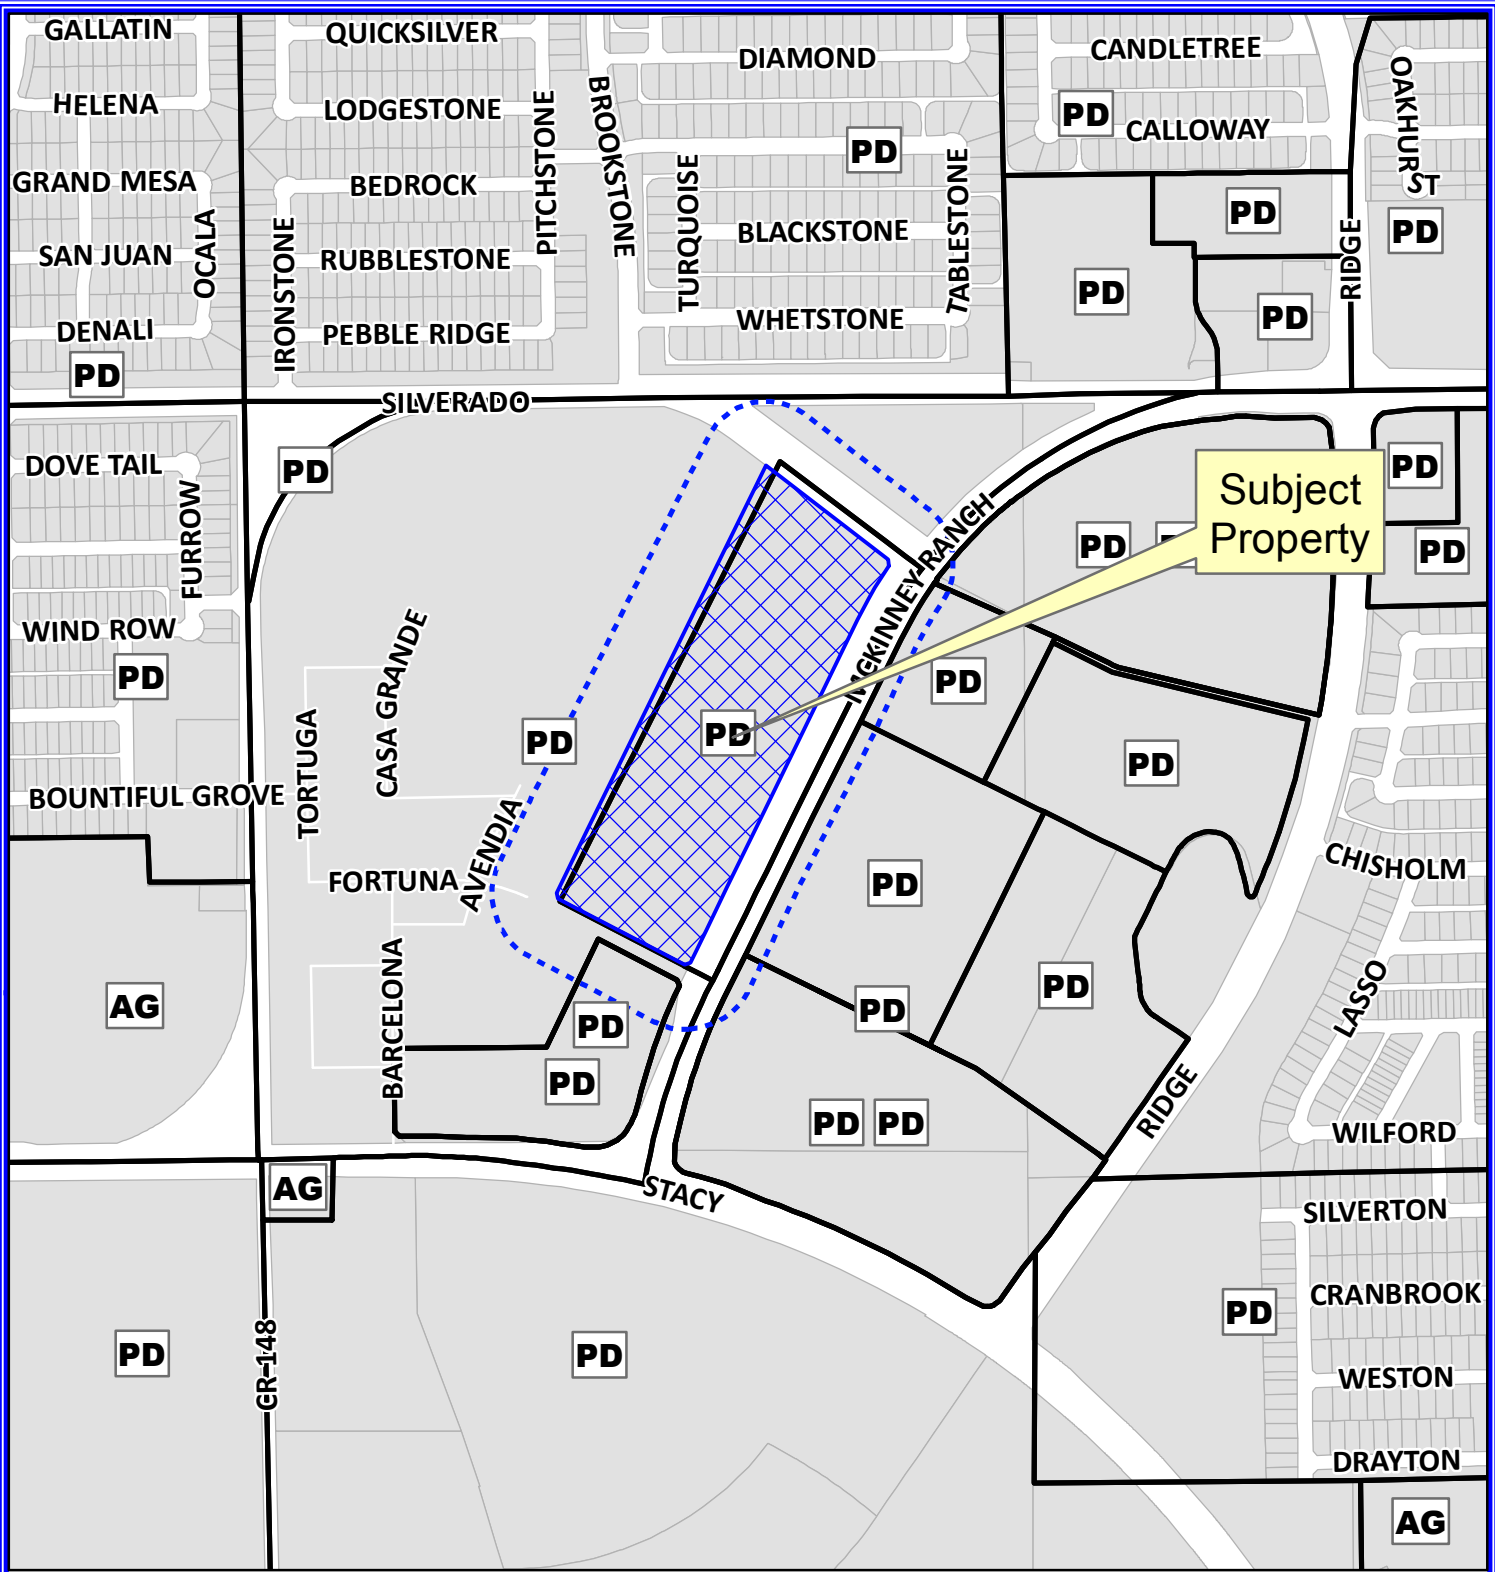 GALLATIN
QUICKSILVER
DIAMOND
CANDLETREE
HELENA
LODGESTONE
PITCHSTONE
BROOKSTONE
PD
CALLOWAY
OAKHUR
ST
GRAND MESA
BEDROCK
TURQUOISE
PD
TABLESTONE
PD
SAN JUAN
OCALA
IRONSTONE
RUBBLESTONE
BLACKSTONE
PD
RIDGE
PD
PD
DENALI
PEBBLE RIDGE
WHETSTONE
PD
SILVERADO
DOVE TAIL
PD
FURROW
MCKINNEY RANCH
PD
Subject
Property
PD
PD
WIND ROW
PD
CASA GRANDE
TORTUGA
PD
PD
PD
PD
BOUNTIFUL GROVE
AVENDIA
FORTUNA
PD
CHISHOLM
BARCELONA
AG
PD
PD
PD
LASSO
PD
PD
PD
RIDGE
WILFORD
AG
STACY
SILVERTON
CR-148
PD
PD
PD
CRANBROOK
WESTON
DRAYTON
AG